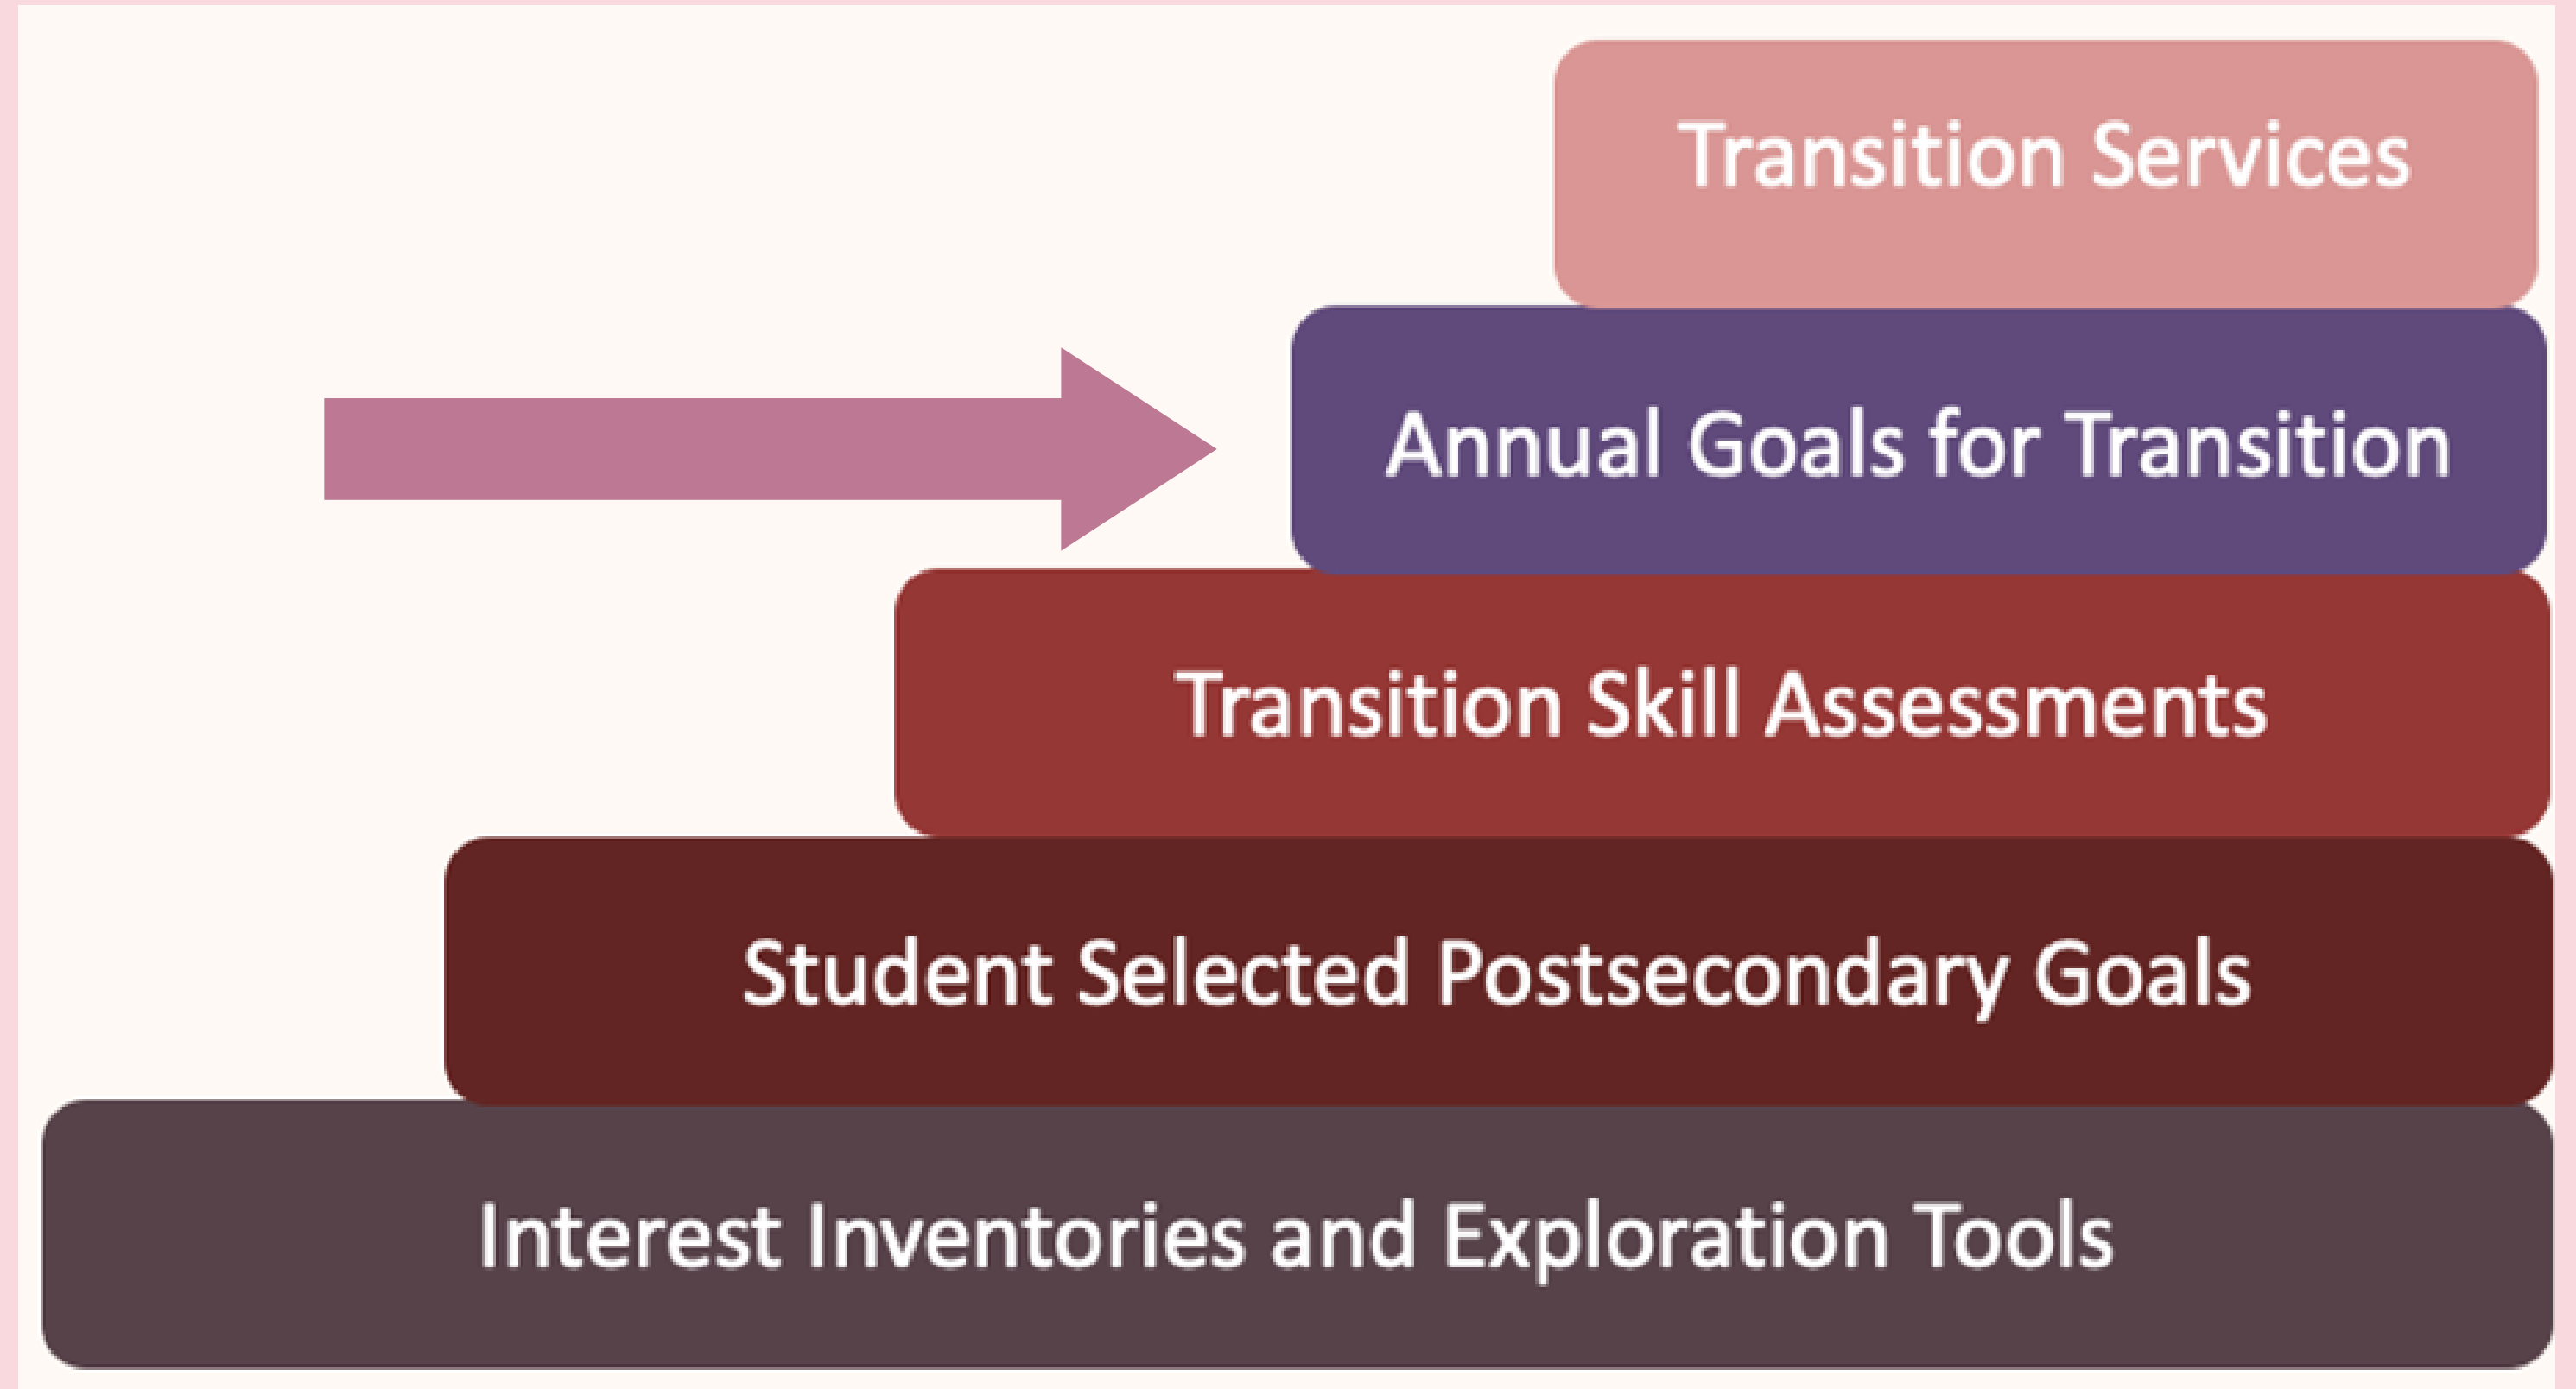 Transition Services
Annual Goals for Transition
Transition Skill Assessments
Student Selected Postsecondary Goals
Interest Inventories and Exploration Tools